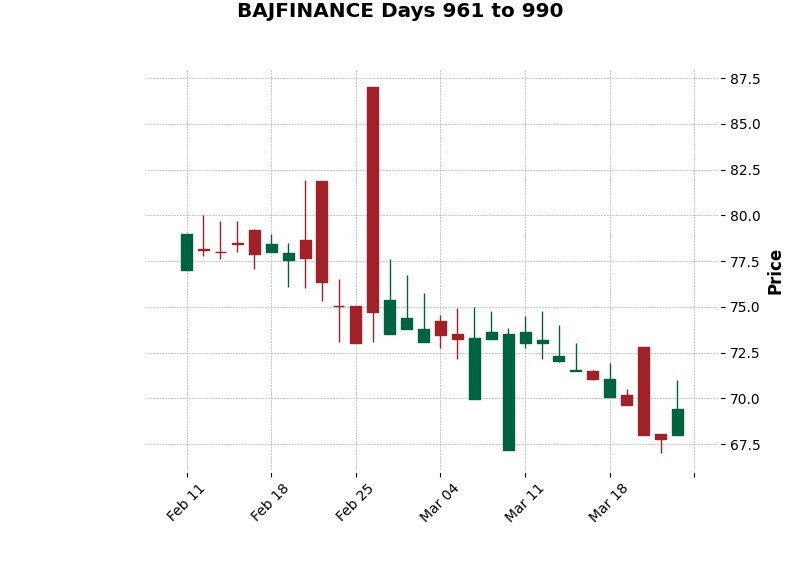 BAJFINANCE Days 961 to 990
87.5
85.0
82.5
80.0
77.5
75.0
72.5
70.0
67.5
Price
Feb 11
Feb 18
Feb 25
Mar 04
Mar 11
Mar 18